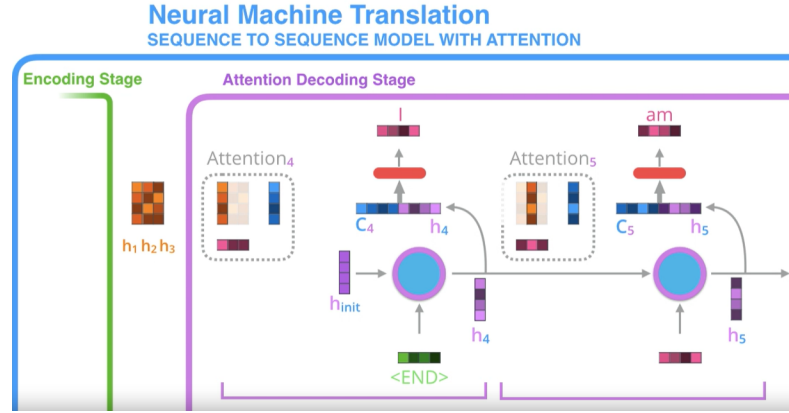 Neural Machine Translation
SEQUENCE TO SEQUENCE MODEL WITH ATTENTION
Encoding Stage
Attention Decoding Stage
I
am
Attention4
Attention5
h1 h2 h3
C4
h4
C5
h5
hinit
h4
h5
<END>